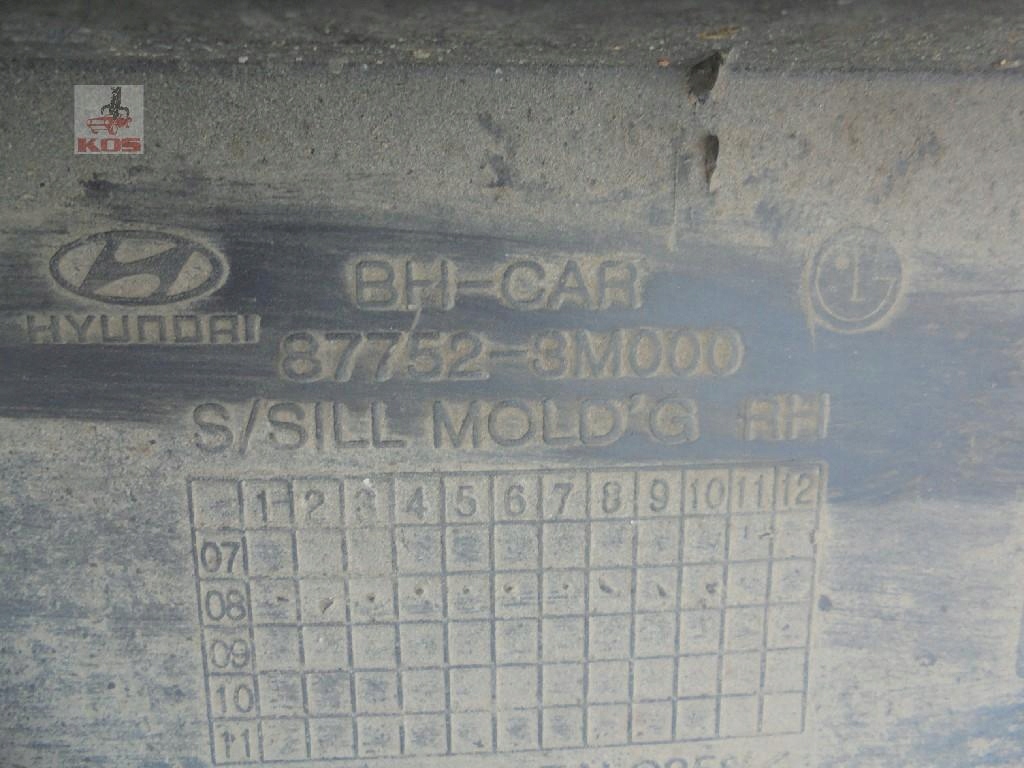 KOS
HYUNDAI
BH-CAR
87752-3M000
S/SILL MOLD'G RH
1 2 3 4 5 6 7 8 9 10 11 12
07
08
09
10
11